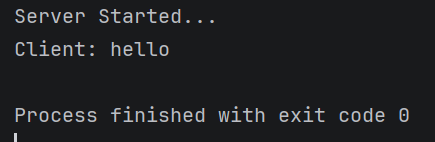 Server Started...
Client: hello
Process finished with exit code 0